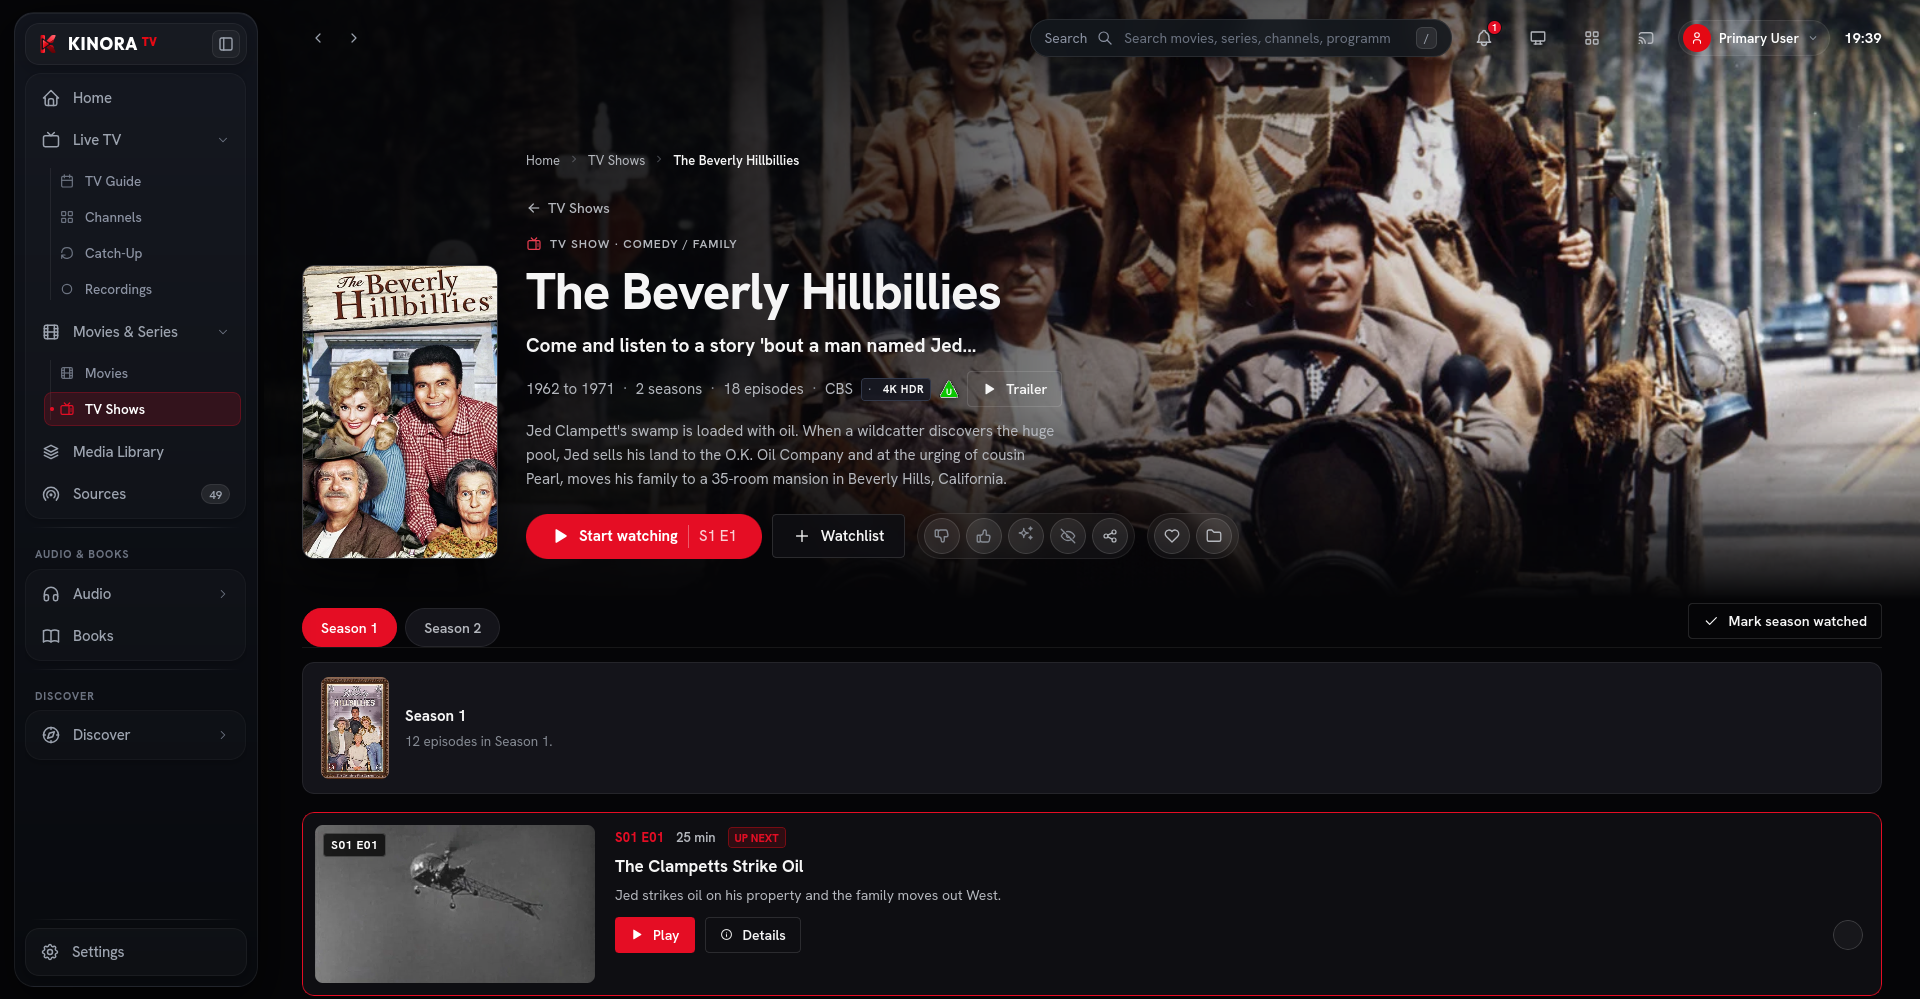 KINORA TV
Search
Search movies, series, channels, programm
/
1
Primary User
19:39
Home
Live TV
TV Guide
Channels
Catch-Up
Recordings
Movies & Series
Movies
TV Shows
Media Library
Sources
49
AUDIO & BOOKS
Audio
Books
DISCOVER
Discover
Settings
Home > TV Shows > The Beverly Hillbillies
← TV Shows
TV SHOW · COMEDY / FAMILY
The Beverly
Hillbillies
The Beverly Hillbillies
Come and listen to a story 'bout a man named Jed...
1962 to 1971 · 2 seasons · 18 episodes · CBS · 4K HDR U Trailer
Jed Clampett's swamp is loaded with oil. When a wildcatter discovers the huge
pool, Jed sells his land to the O.K. Oil Company and at the urging of cousin
Pearl, moves his family to a 35-room mansion in Beverly Hills, California.
Start watching S1 E1
Watchlist
Season 1
Season 2
Mark season watched
HILLBILLIES
Season 1
12 episodes in Season 1.
S01 E01
S01 E01 25 min UP NEXT
The Clampetts Strike Oil
Jed strikes oil on his property and the family moves out West.
Play
Details